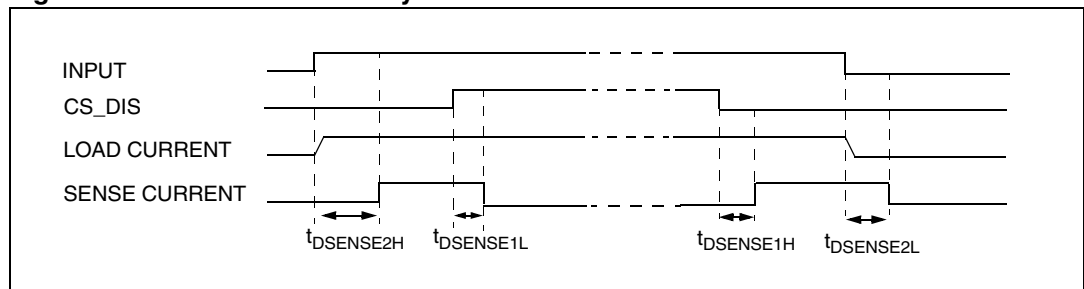 INPUT
CS_DIS
LOAD CURRENT
SENSE CURRENT
tDSENSE2H tDSENSE1L tDSENSE1H tDSENSE2L